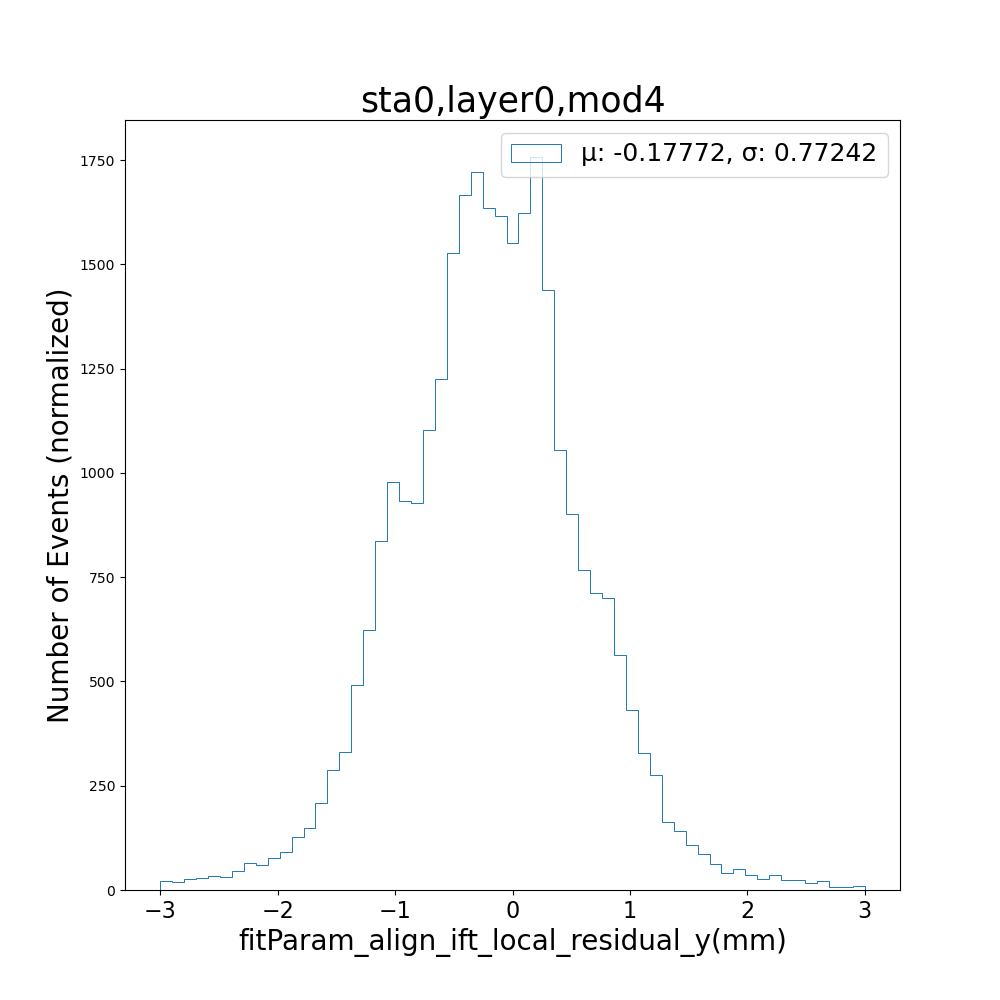 sta0,layer0,mod4
μ: -0.17772, σ: 0.77242
Number of Events (normalized)
1750
1500
1250
1000
750
500
250
0
−3 −2 −1 0 1 2 3
fitParam_align_ift_local_residual_y(mm)